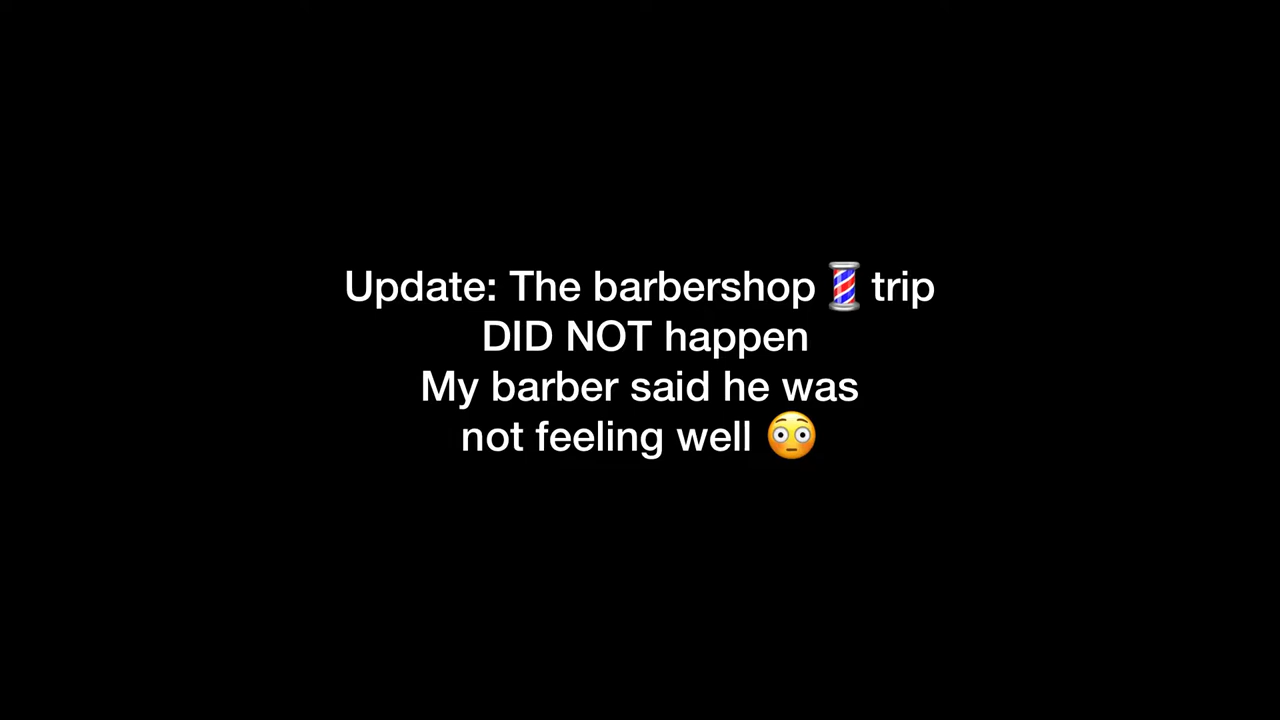 Update: The barbershop 💈 trip
DID NOT happen
My barber said he was
not feeling well 😳